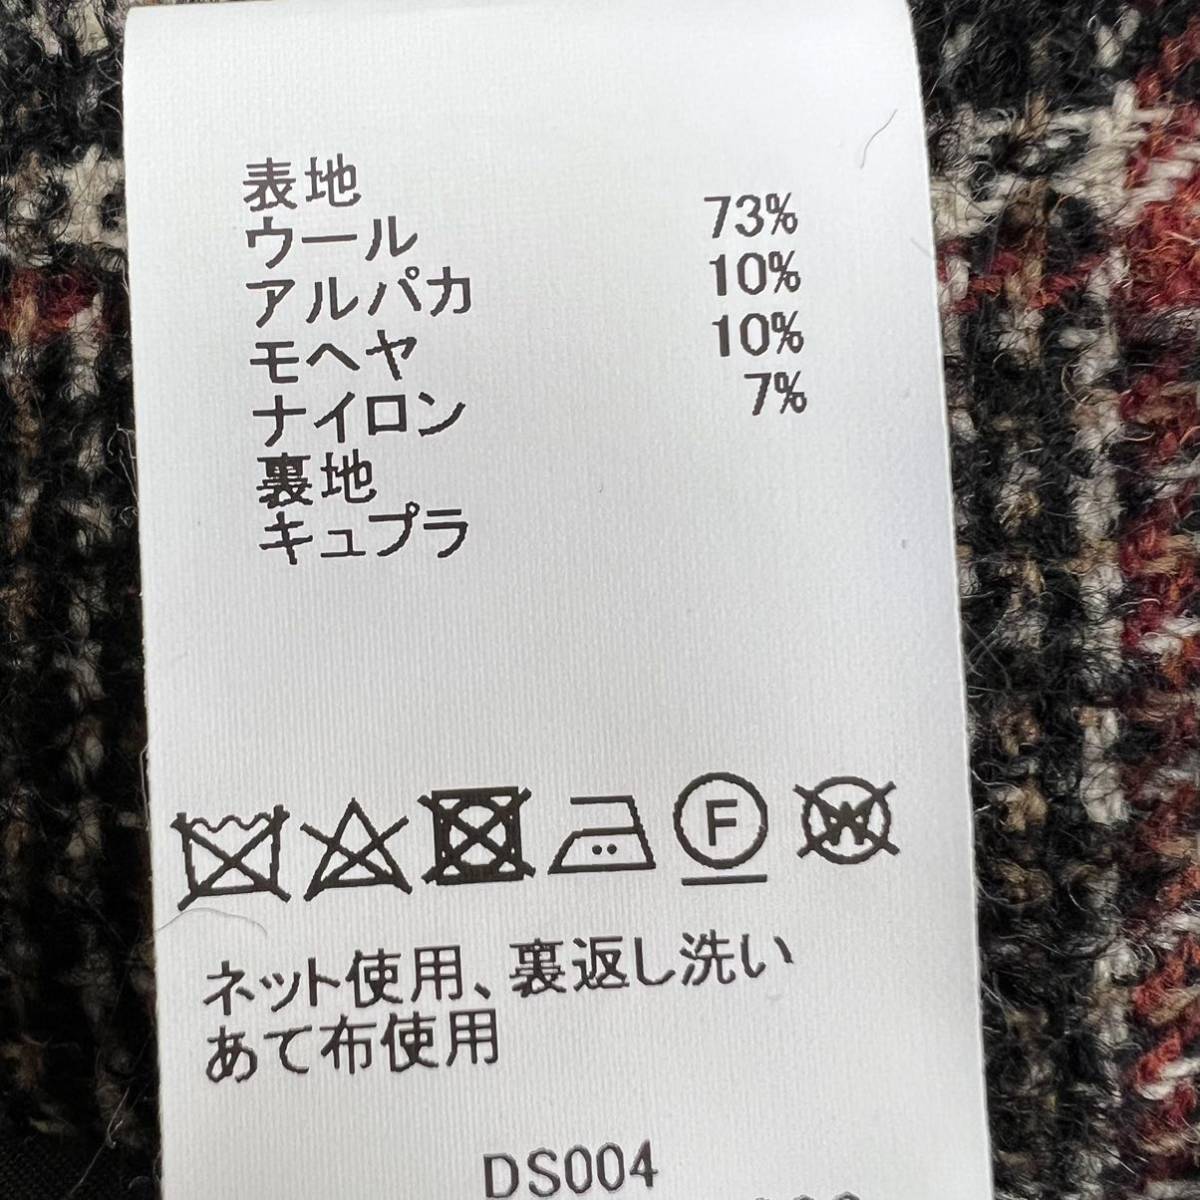 表地
ウール 73%
アルパカ 10%
モヘヤ 10%
ナイロン 7%
裏地
キュプラ
F W
ネット使用、裏返し洗い
あて布使用
DS004